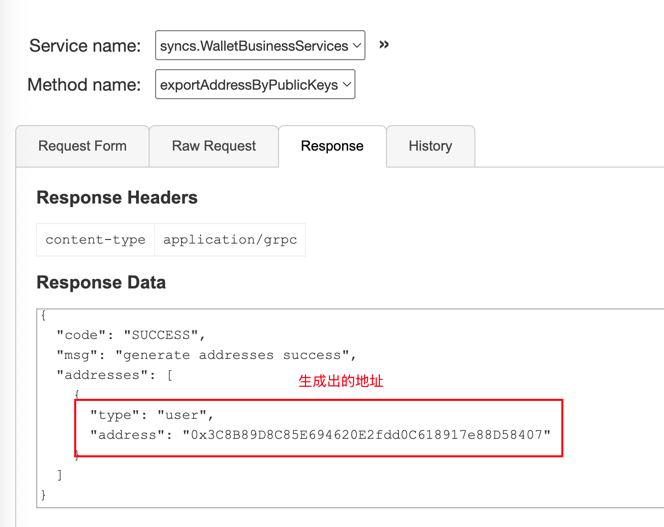 Service name: syncs.WalletBusinessServices »
Method name: exportAddressByPublicKeys
Request Form Raw Request Response History
Response Headers
content-type application/grpc
Response Data
{
"code": "SUCCESS",
"msg": "generate addresses success",
"addresses": [
生成出的地址
{
"type": "user",
"address": "0x3C8B89D8C85E694620E2fdd0C618917e88D58407"
}
]
}